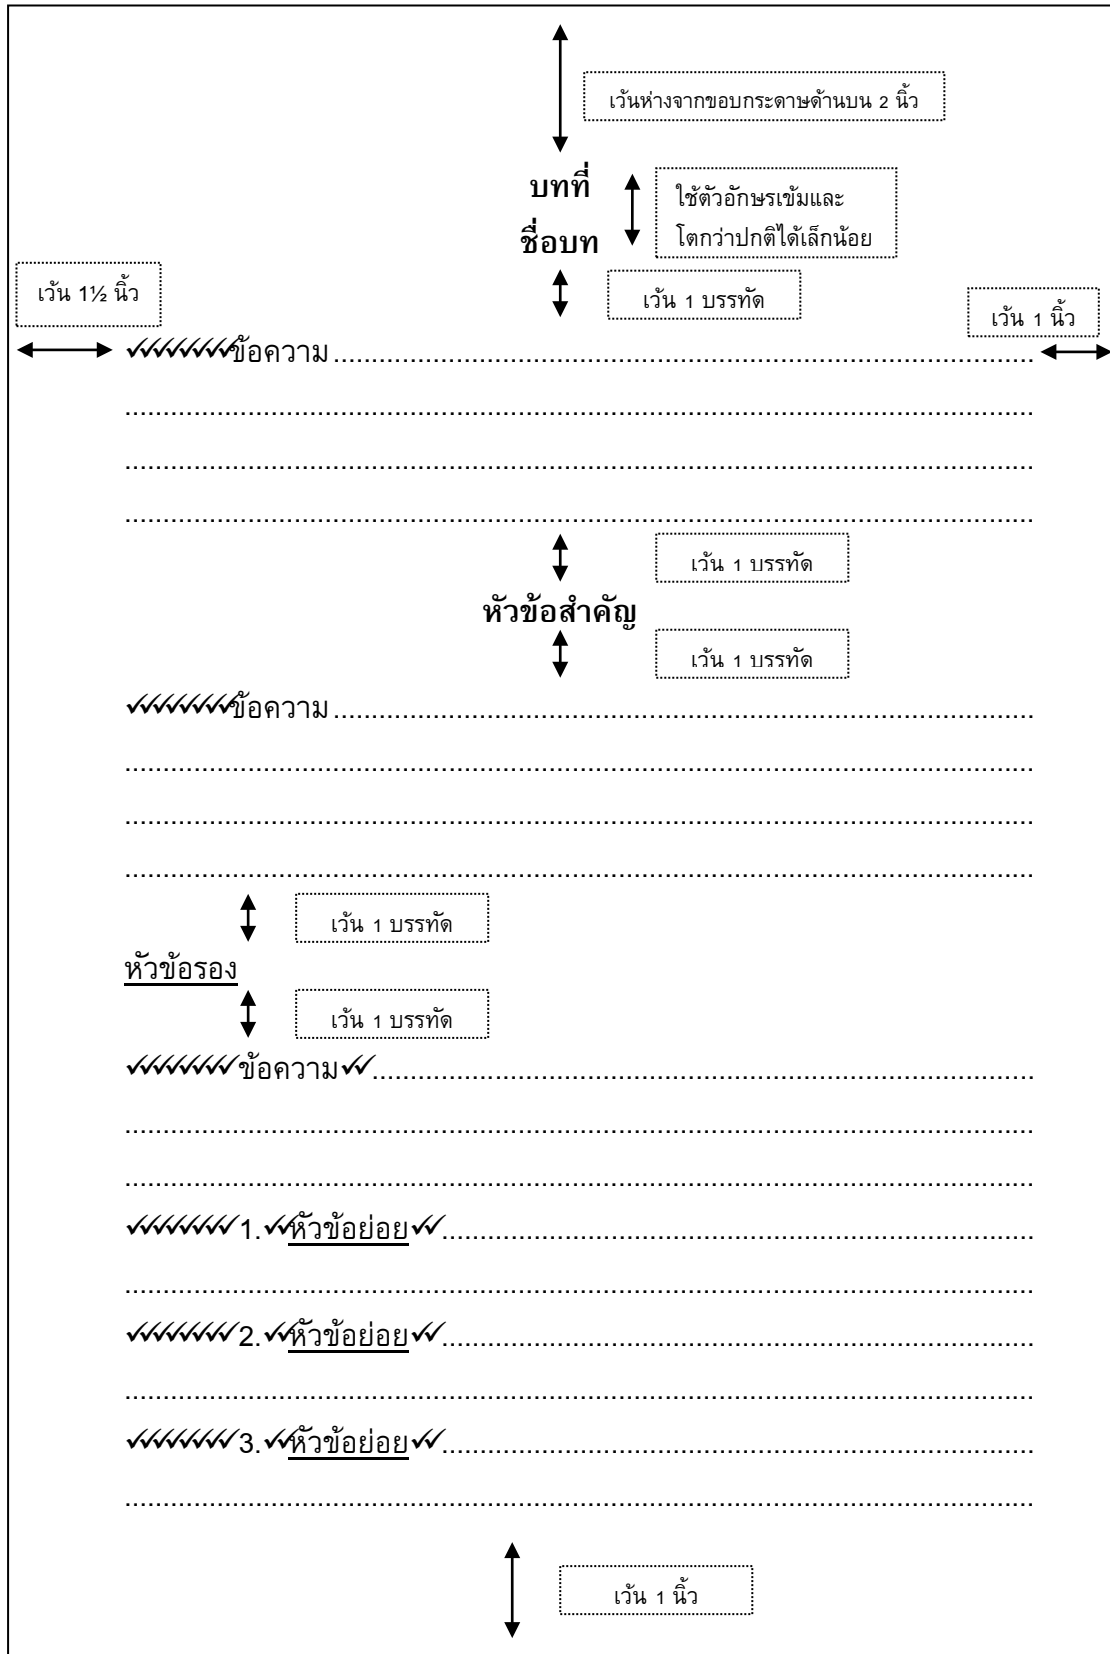 เว้นห่างจากขอบกระดาษด้านบน 2 นิ้ว
บทที่
ใช้ตัวอักษรเข้มและ
โตกว่าปกติได้เล็กน้อย
ชื่อบท
เว้น 1½ นิ้ว
เว้น 1 บรรทัด
เว้น 1 นิ้ว
✓✓✓✓✓✓✓✓ข้อความ ............................................................................................
........................................................................................................................
........................................................................................................................
........................................................................................................................
เว้น 1 บรรทัด
หัวข้อสำคัญ
เว้น 1 บรรทัด
✓✓✓✓✓✓✓✓ข้อความ ............................................................................................
........................................................................................................................
........................................................................................................................
........................................................................................................................
เว้น 1 บรรทัด
หัวข้อรอง
เว้น 1 บรรทัด
✓✓✓✓✓✓✓✓ข้อความ✓✓.......................................................................................
........................................................................................................................
........................................................................................................................
✓✓✓✓✓✓✓✓1.✓✓หัวข้อย่อย✓✓..............................................................................
........................................................................................................................
✓✓✓✓✓✓✓✓2.✓✓หัวข้อย่อย✓✓..............................................................................
........................................................................................................................
✓✓✓✓✓✓✓✓3.✓✓หัวข้อย่อย✓✓..............................................................................
........................................................................................................................
เว้น 1 นิ้ว